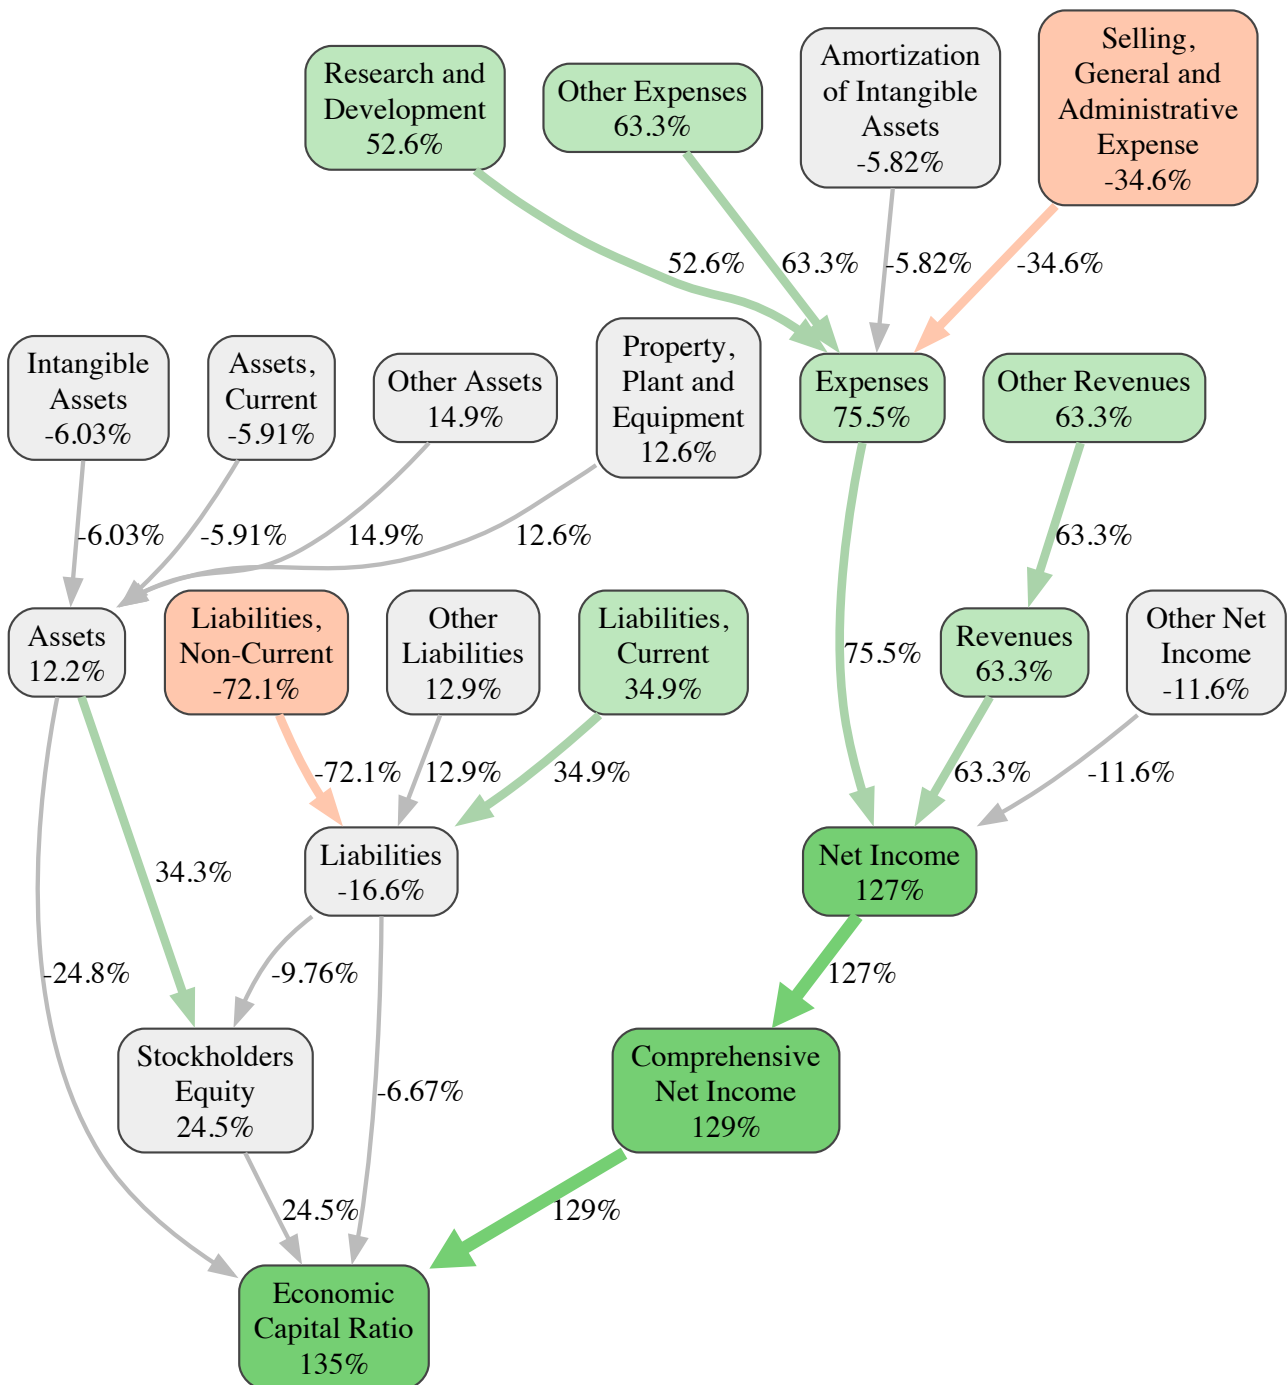 Research and
Development
52.6%
Other Expenses
63.3%
Amortization
of Intangible
Assets
-5.82%
Selling,
General and
Administrative
Expense
-34.6%
52.6%
63.3%
-5.82%
-34.6%
Intangible
Assets
-6.03%
Assets,
Current
-5.91%
Other Assets
14.9%
Property,
Plant and
Equipment
12.6%
Expenses
75.5%
Other Revenues
63.3%
-6.03%
-5.91%
14.9%
12.6%
63.3%
Assets
12.2%
Liabilities,
Non-Current
-72.1%
Other
Liabilities
12.9%
Liabilities,
Current
34.9%
75.5%
Revenues
63.3%
Other Net
Income
-11.6%
-72.1%
12.9%
34.9%
63.3%
-11.6%
34.3%
Liabilities
-16.6%
Net Income
127%
-24.8%
-9.76%
127%
Stockholders
Equity
24.5%
-6.67%
Comprehensive
Net Income
129%
24.5%
129%
Economic
Capital Ratio
135%